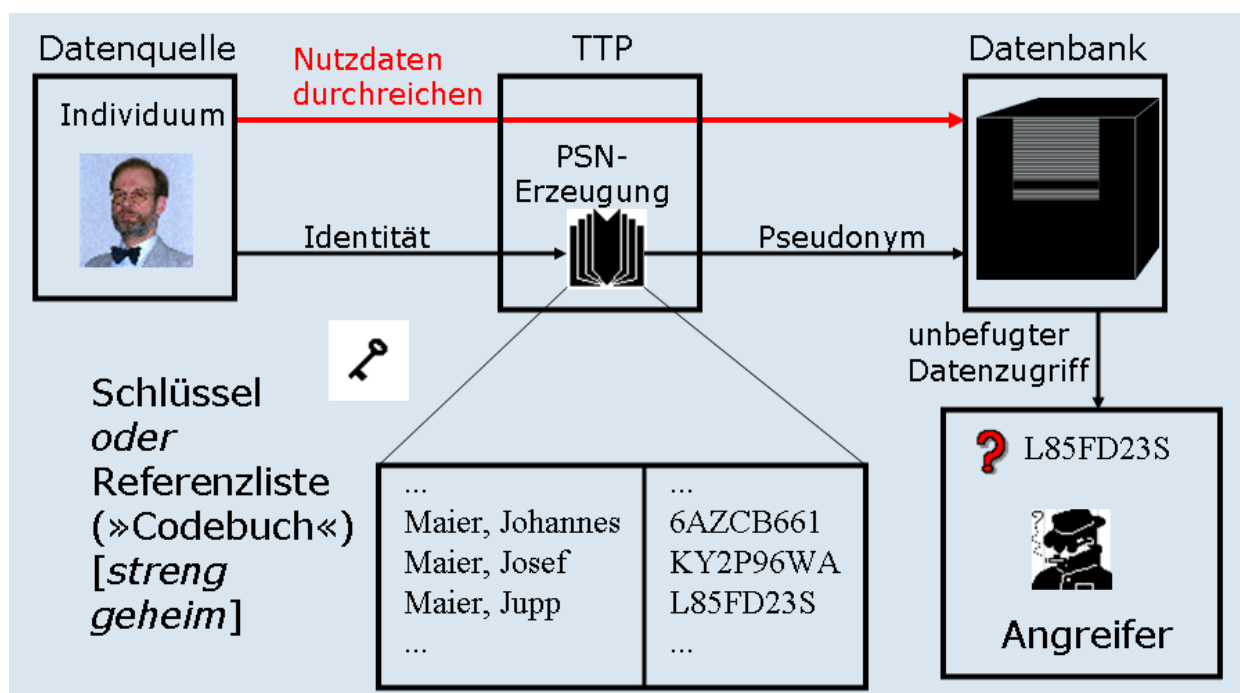 Datenquelle
TTP
Datenbank
Nutzdaten
durchreichen
Individuum
PSN-
Erzeugung
Identität
Pseudonym
unbefugter
Datenzugriff
Schlüssel
oder
Referenzliste
(»Codebuch«)
[streng
geheim]
... ...
Maier, Johannes 6AZCB661
Maier, Josef KY2P96WA
Maier, Jupp L85FD23S
... ...
? L85FD23S
?
Angreifer